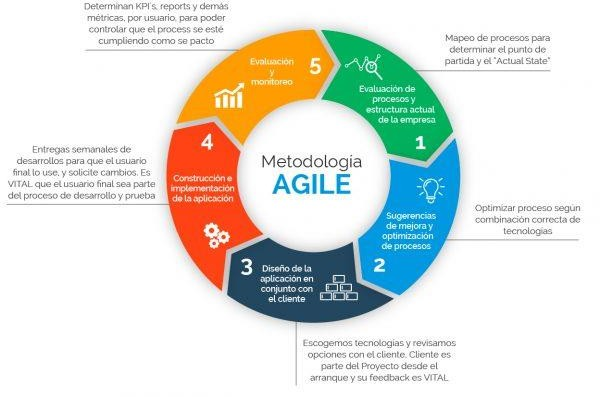 Determinan KPI´s, reports y demás
métricas, por usuario, para poder
controlar que el process se esté
cumpliendo como se pacto
Evaluación
y
monitoreo
5
Mapeo de procesos para
determinar el punto de
partida y el "Actual State"
Evaluación de
procesos y
estructura actual
de la empresa
1
Entregas semanales de
desarrollos para que el usuario
final lo use, y solicite cambios. Es
VITAL que el usuario final sea parte
del proceso de desarrollo y prueba
4
Construcción e
implementación
de la aplicación
Metodología
AGILE
Optimizar proceso según
combinación correcta de
tecnologías
Sugerencias
de mejora y
optimización
de procesos
2
3
Diseño de la
aplicación en
conjunto con
el cliente
Escogemos tecnologías y revisamos
opciones con el cliente, Cliente es
parte del Proyecto desde el
arranque y su feedback es VITAL